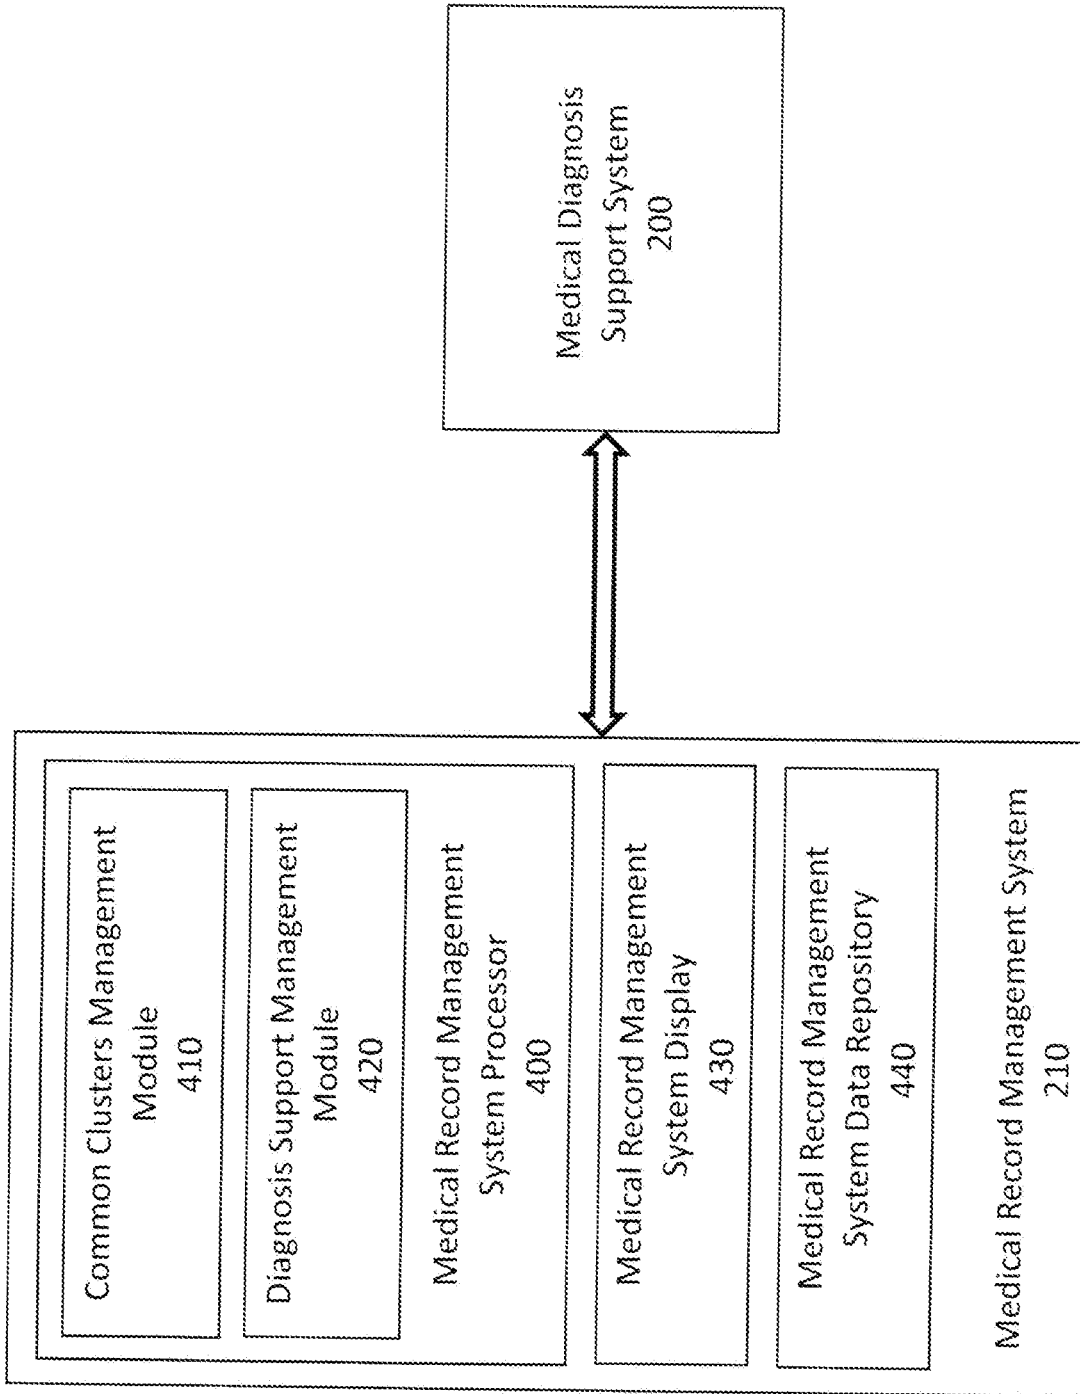 Common Clusters Management
Module
410
Diagnosis Support Management
Module
420
Medical Record Management
System Processor
400
Medical Record Management
System Display
430
Medical Record Management
System Data Repository
440
Medical Record Management System
210
Medical Diagnosis
Support System
200